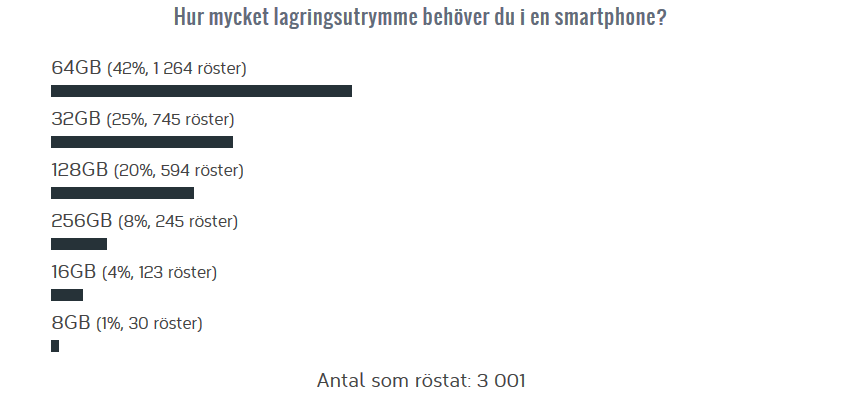 Hur mycket lagringsutrymme behöver du i en smartphone?
64GB (42%, 1 264 röster)
32GB (25%, 745 röster)
128GB (20%, 594 röster)
256GB (8%, 245 röster)
16GB (4%, 123 röster)
8GB (1%, 30 röster)
Antal som röstat: 3 001